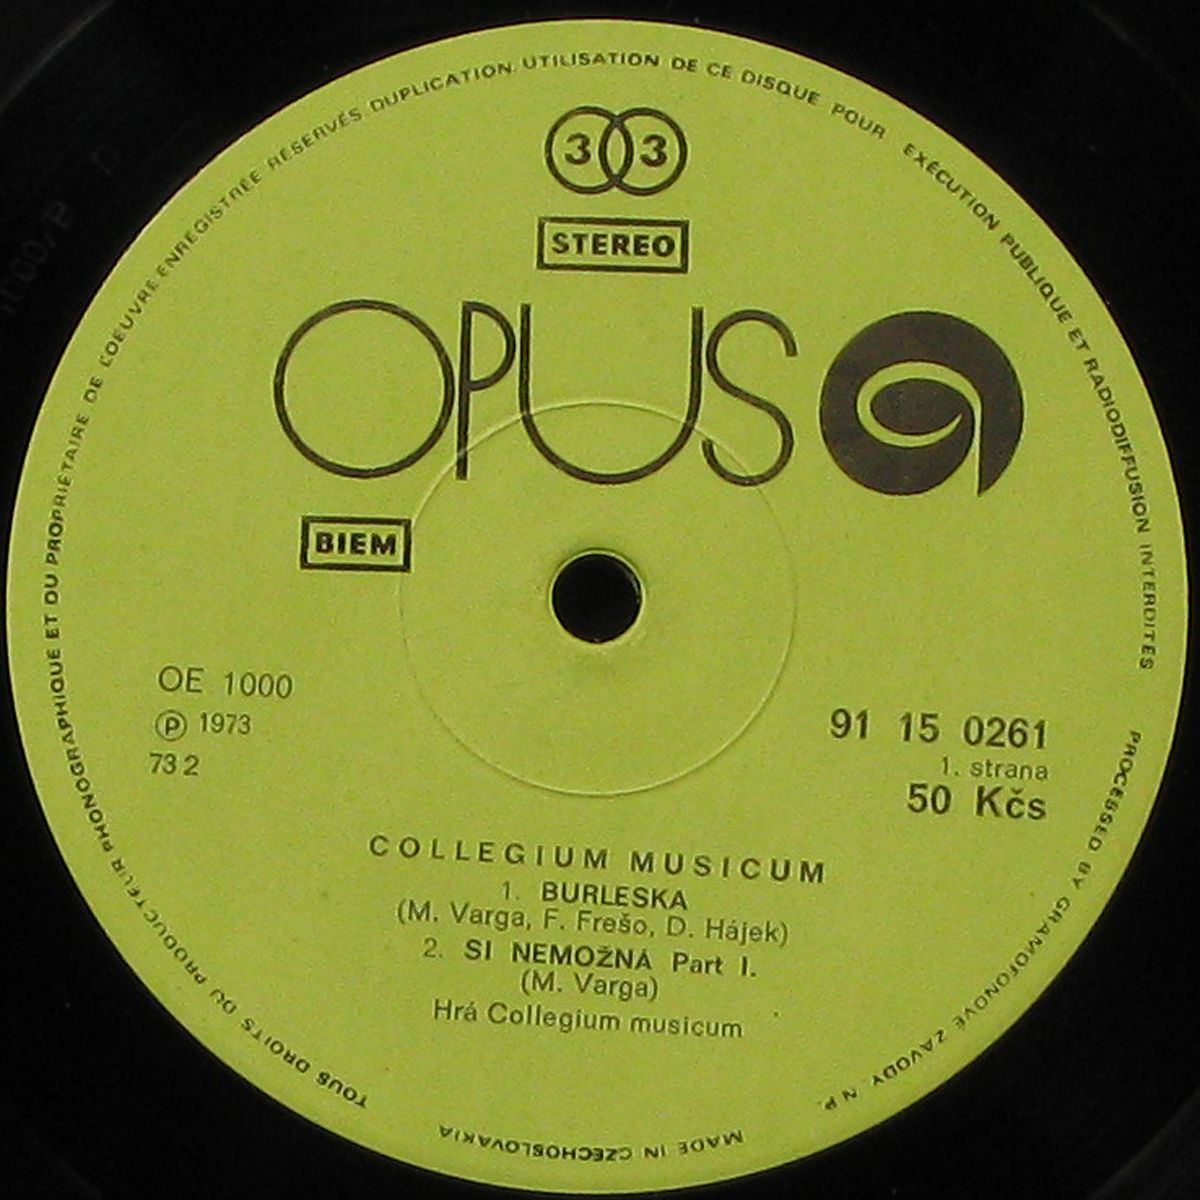 TOUS DROITS DU PRODUCTEUR PHONOGRAPHIQUE ET DU PROPRIÉTAIRE DE L'OEUVRE ENREGISTRÉE RÉSERVÉS DUPLICATION. UTILISATION DE CE DISQUE POUR EXÉCUTION PUBLIQUE ET RADIODIFFUSION INTERDITES
33
STEREO
OPUS
BIEM
OE 1000
℗ 1973
73 2
91 15 0261
1. strana
50 Kčs
COLLEGIUM MUSICUM
1. BURLESKA
(M. Varga, F. Frešo, D. Hájek)
2. SI NEMOŽNÁ Part I.
(M. Varga)
Hrá Collegium musicum
PROCESSED BY GRAMOFONOVÉ ZÁVODY N.P.
MADE IN CZECHOSLOVAKIA